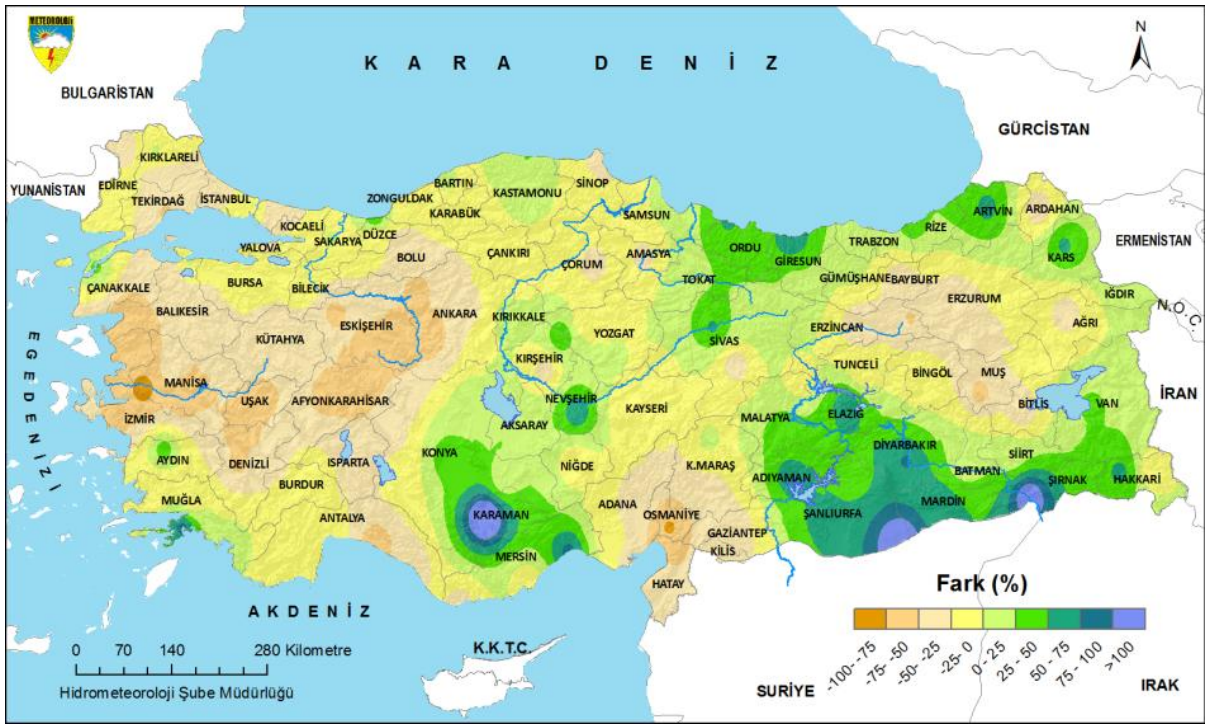 METEOROLOJİ
K A R A D E N İ Z
N
BULGARİSTAN
GÜRCİSTAN
YUNANİSTAN
ERMENİSTAN
N.Ö.C.
İRAN
E G E D E N İ Z İ
KIRKLARELİ
EDİRNE
TEKİRDAĞ
İSTANBUL
KOCAELİ
YALOVA
SAKARYA
DÜZCE
ZONGULDAK
BARTIN
KARABÜK
KASTAMONU
SİNOP
SAMSUN
BOLU
ÇANKIRI
ÇORUM
AMASYA
TOKAT
ORDU
GİRESUN
TRABZON
RİZE
ARTVİN
ARDAHAN
KARS
GÜMÜŞHANE
BAYBURT
ERZURUM
IĞDIR
AĞRI
ÇANAKKALE
BALIKESİR
BURSA
BİLECİK
ESKİŞEHİR
KÜTAHYA
ANKARA
KIRIKKALE
YOZGAT
KIRŞEHİR
SİVAS
ERZİNCAN
TUNCELİ
BİNGÖL
MUŞ
BİTLİS
VAN
MANİSA
İZMİR
UŞAK
AFYONKARAHİSAR
NEVŞEHİR
KAYSERİ
AKSARAY
MALATYA
ELAZIĞ
DİYARBAKIR
BATMAN
SİİRT
ŞIRNAK
HAKKARİ
AYDIN
DENİZLİ
ISPARTA
BURDUR
KONYA
NİĞDE
K.MARAŞ
ADIYAMAN
ŞANLIURFA
MARDİN
MUĞLA
ANTALYA
KARAMAN
MERSİN
ADANA
OSMANİYE
GAZİANTEP
KİLİS
HATAY
A K D E N İ Z
K.K.T.C.
SURİYE
IRAK
Fark (%)
-100--75
-75--50
-50--25
-25- 0
0- 25
25 - 50
50 - 75
75 - 100
>100
0 70 140 280 Kilometre
Hidrometeoroloji Şube Müdürlüğü